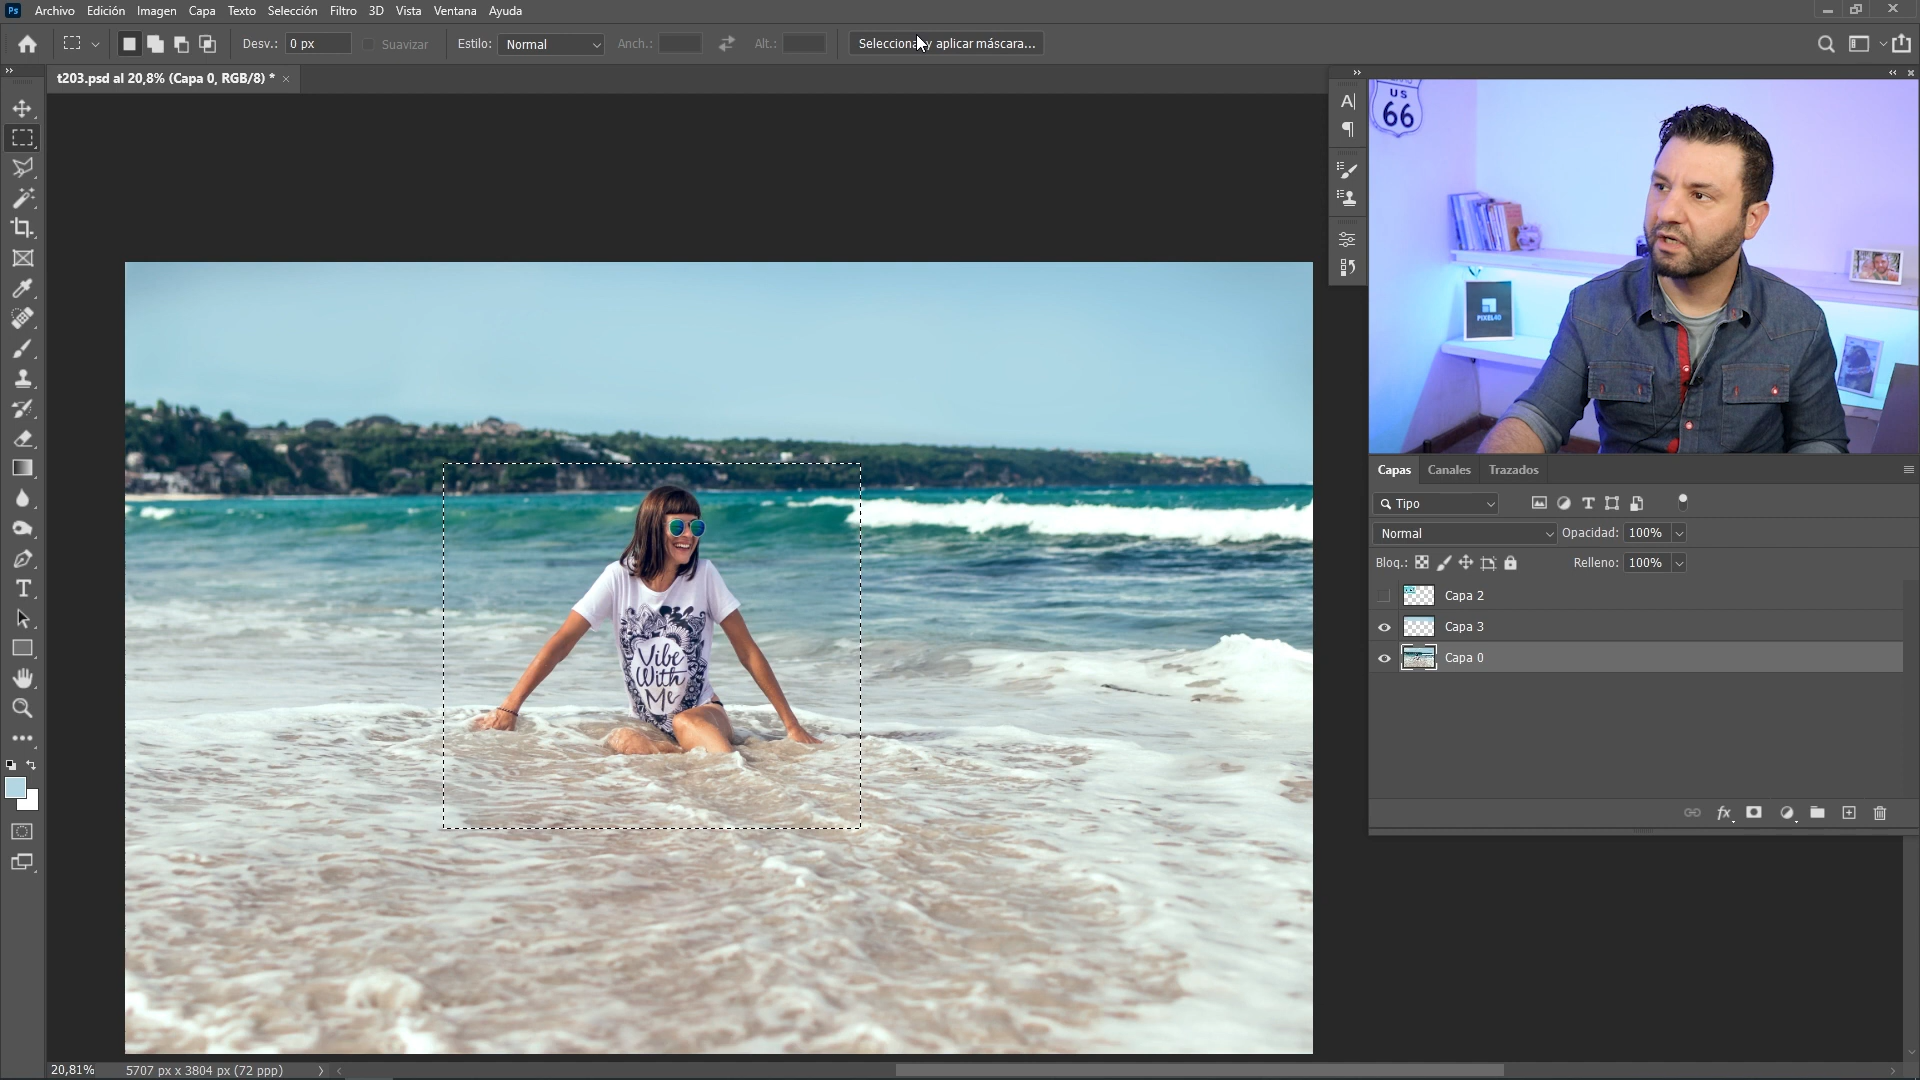 Ps Archivo Edición Imagen Capa Texto Selección Filtro 3D Vista Ventana Ayuda
Desv.: 0 px Suavizar Estilo: Normal Anch.: Alt.: Seleccionar y aplicar máscara...
t203.psd al 20,8% (Capa 0, RGB/8) * ×
US
66
PIXEL40
Vibe
With
Me
Capas Canales Trazados
Tipo
Normal Opacidad: 100%
Bloq.: Relleno: 100%
Capa 2
Capa 3
Capa 0
20,81% 5707 px x 3804 px (72 ppp)